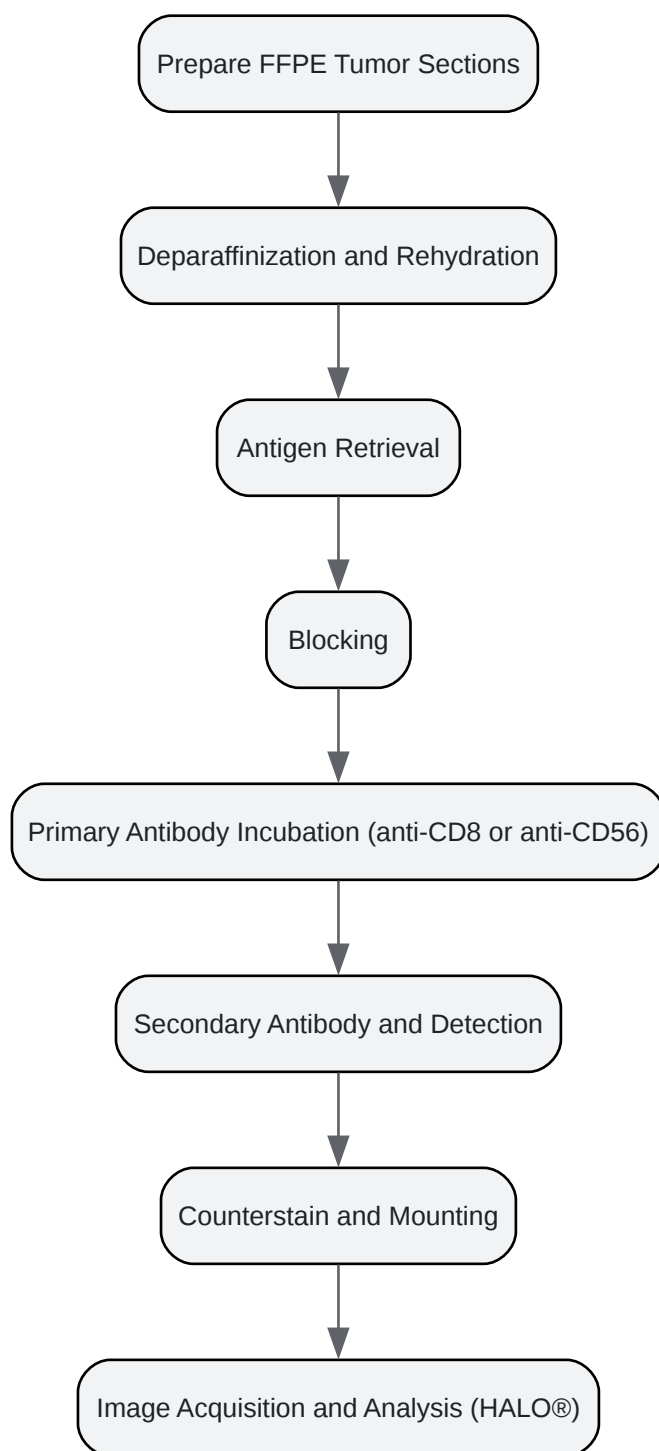 Prepare FFPE Tumor Sections
Deparaffinization and Rehydration
Antigen Retrieval
Blocking
Primary Antibody Incubation (anti-CD8 or anti-CD56)
Secondary Antibody and Detection
Counterstain and Mounting
Image Acquisition and Analysis (HALO®)